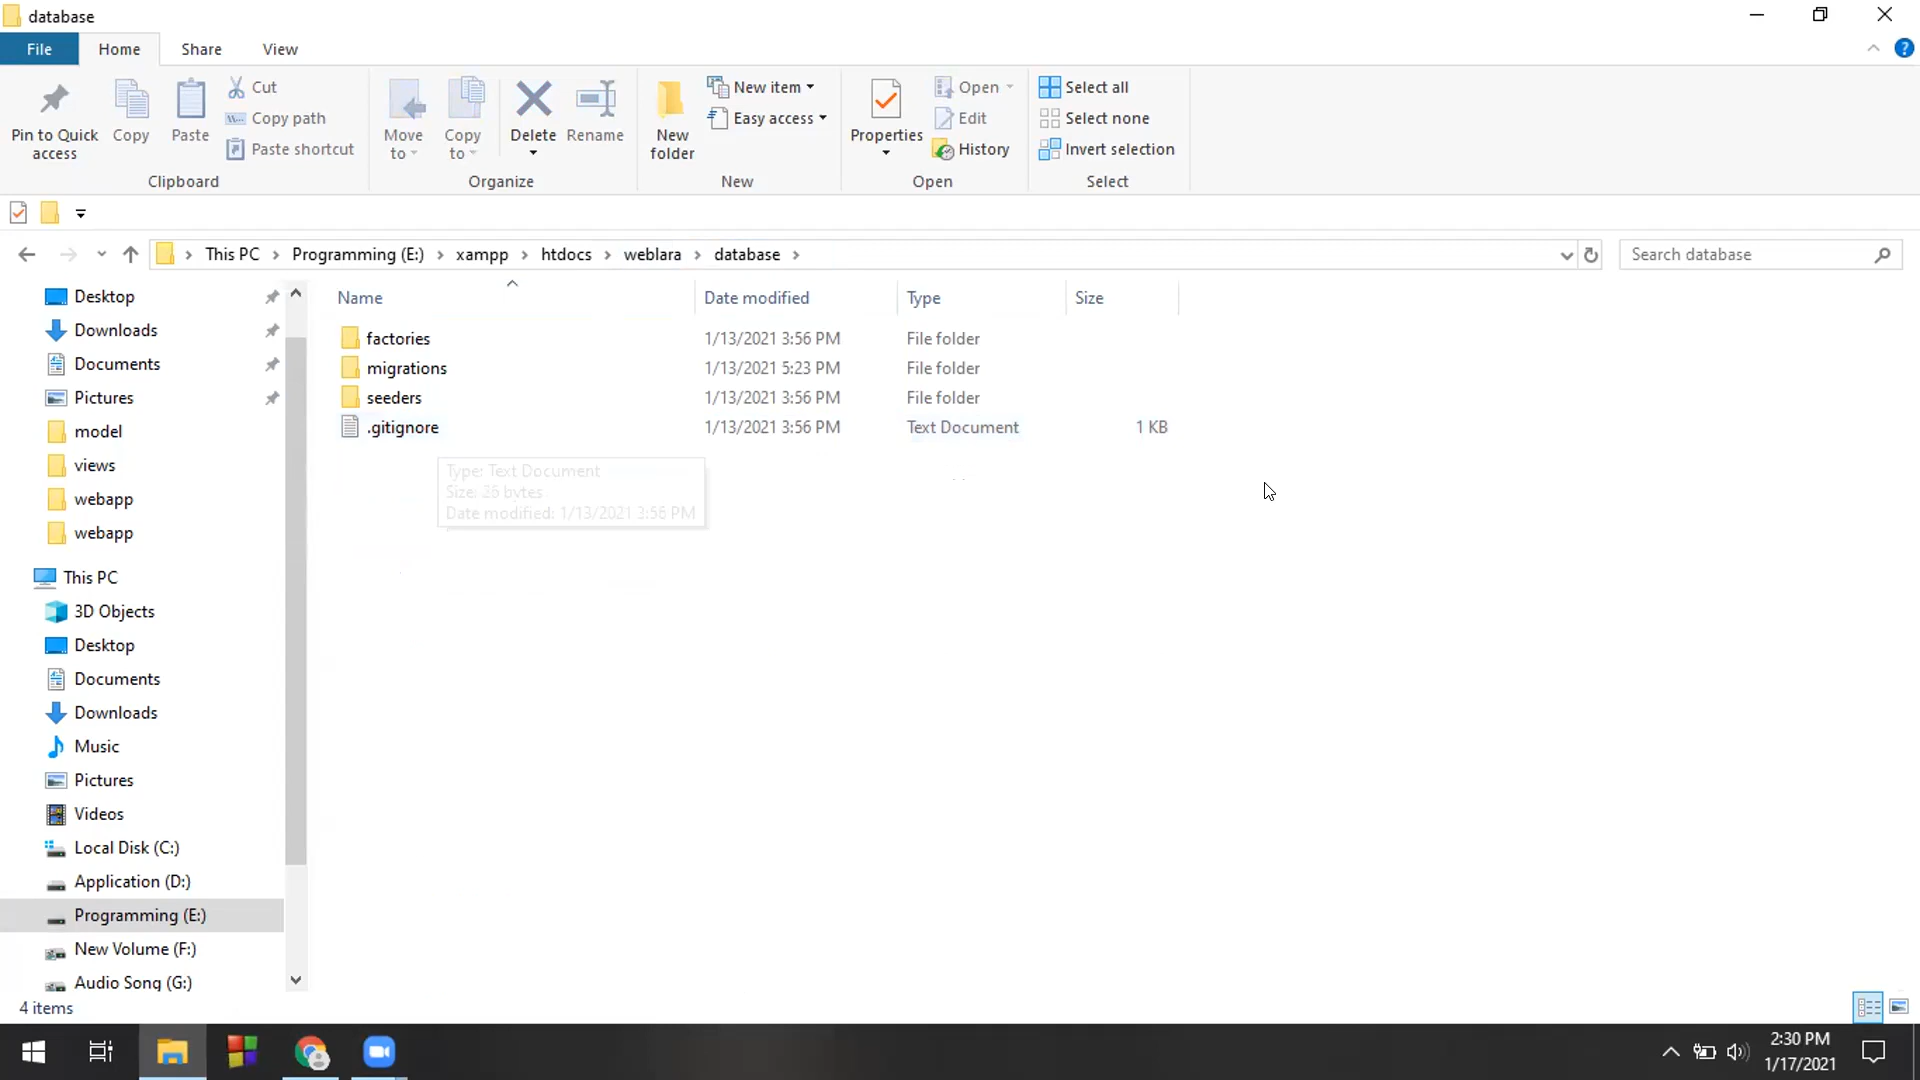 database
File Home Share View
Pin to Quick access
Copy
Paste
Cut
Copy path
Paste shortcut
Clipboard
Move to
Copy to
Delete
Rename
Organize
New folder
New item
Easy access
New
Properties
Open
Edit
History
Open
Select all
Select none
Invert selection
Select
This PC > Programming (E:) > xampp > htdocs > weblara > database >
Search database
Desktop
Downloads
Documents
Pictures
model
views
webapp
webapp
This PC
3D Objects
Desktop
Documents
Downloads
Music
Pictures
Videos
Local Disk (C:)
Application (D:)
Programming (E:)
New Volume (F:)
Audio Song (G:)
Name Date modified Type Size
factories 1/13/2021 3:56 PM File folder
migrations 1/13/2021 5:23 PM File folder
seeders 1/13/2021 3:56 PM File folder
.gitignore 1/13/2021 3:56 PM Text Document 1 KB
Type: Text Document
Size: 26 bytes
Date modified: 1/13/2021 3:56 PM
4 items
2:30 PM
1/17/2021